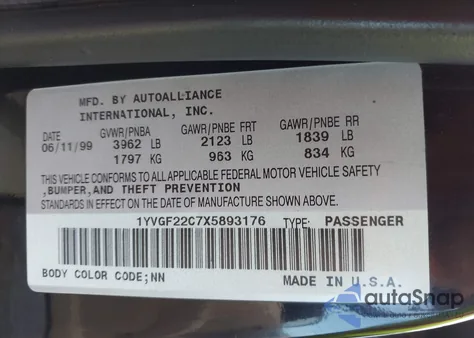 MFD. BY AUTOALLIANCE
INTERNATIONAL, INC.
GVWR/PNBA GAWR/PNBE FRT GAWR/PNBE RR
06/11/99 3962 LB 2123 LB 1839 LB
1797 KG 963 KG 834 KG
THIS VEHICLE CONFORMS TO ALL APPLICABLE FEDERAL MOTOR VEHICLE SAFETY
,BUMPER,AND THEFT PREVENTION
STANDARDS IN EFFECT ON THE DATE OF MANUFACTURE SHOWN ABOVE.
1YVGF22C7X5893176 TYPE: PASSENGER
BODY COLOR CODE;NN MADE IN U.S.A.
autoSnap